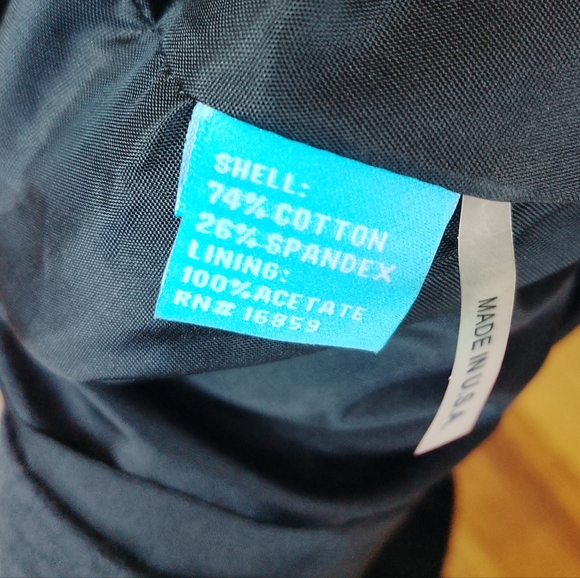 SHELL:
74% COTTON
26% SPANDEX
LINING:
100% ACETATE
RN# 16859
MADE IN U.S.A.